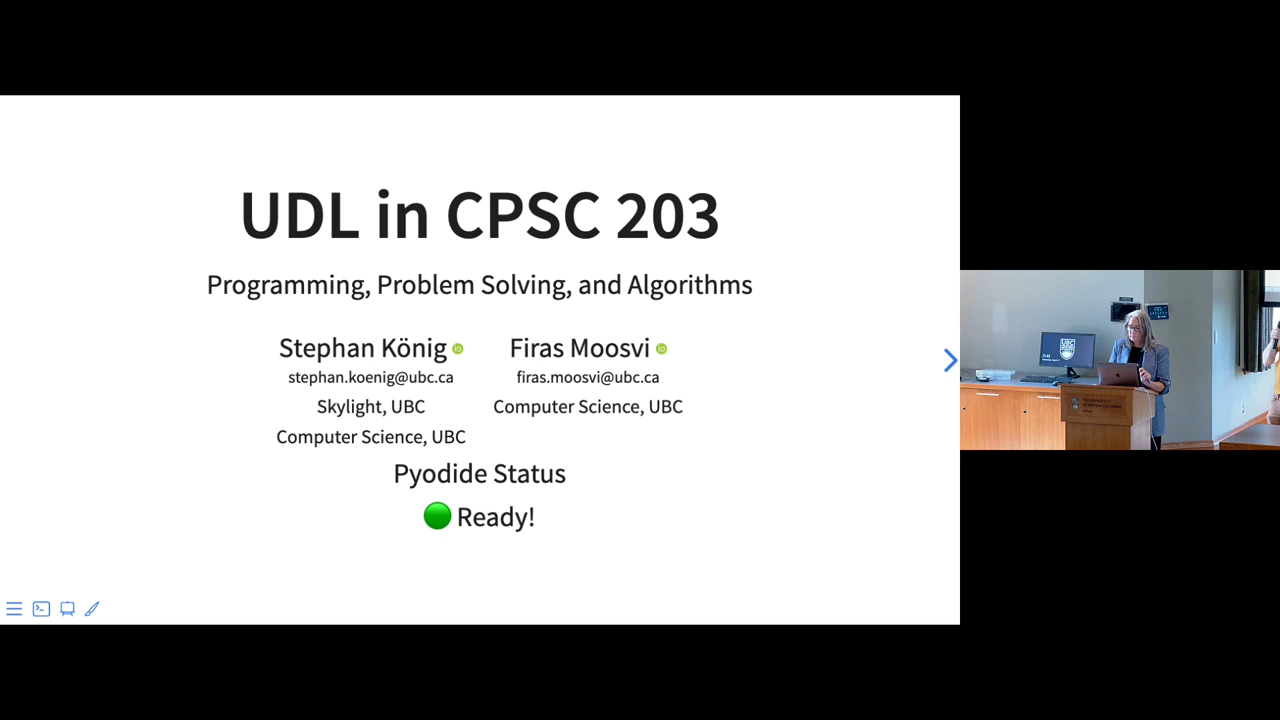 UDL in CPSC 203
Programming, Problem Solving, and Algorithms
Stephan König
Firas Moosvi
stephan.koenig@ubc.ca
firas.moosvi@ubc.ca
Skylight, UBC
Computer Science, UBC
Computer Science, UBC
Pyodide Status
Ready!
UBC